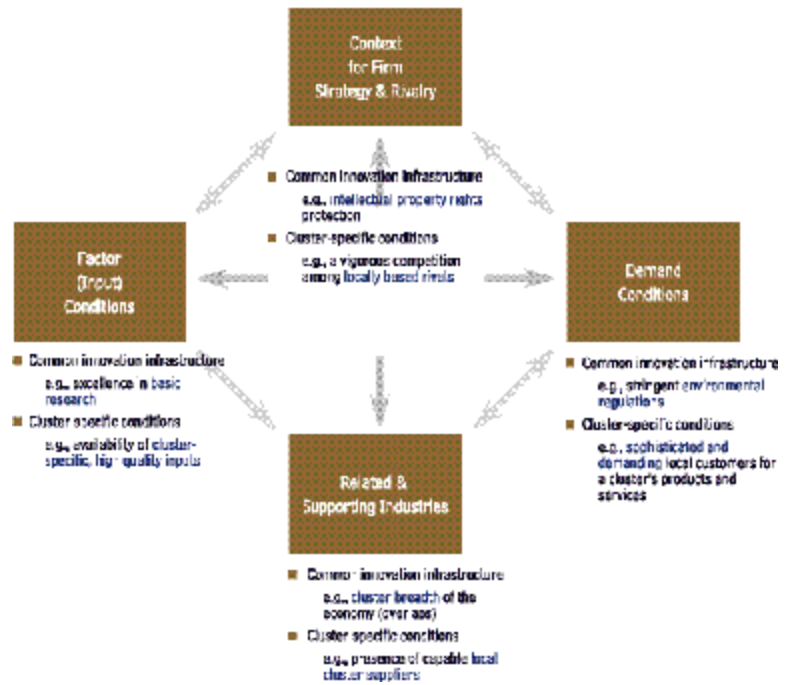 Context
for Firm
Strategy & Rivalry
Common innovation infrastructure
e.g., intellectual property rights
protection
Cluster-specific conditions
e.g., a vigorous competition
among locally based rivals
Factor
(Input)
Conditions
Common innovation infrastructure
e.g., excellence in basic
research
Cluster-specific conditions
e.g., availability of cluster-
specific, high quality inputs
Demand
Conditions
Common innovation infrastructure
e.g., stringent environmental
regulations
Cluster-specific conditions
e.g., sophisticated and
demanding local customers for
a cluster's products and
services
Related &
Supporting Industries
Common innovation infrastructure
e.g., cluster breadth of the
economy (overlaps)
Cluster-specific conditions
e.g., presence of capable local
cluster suppliers